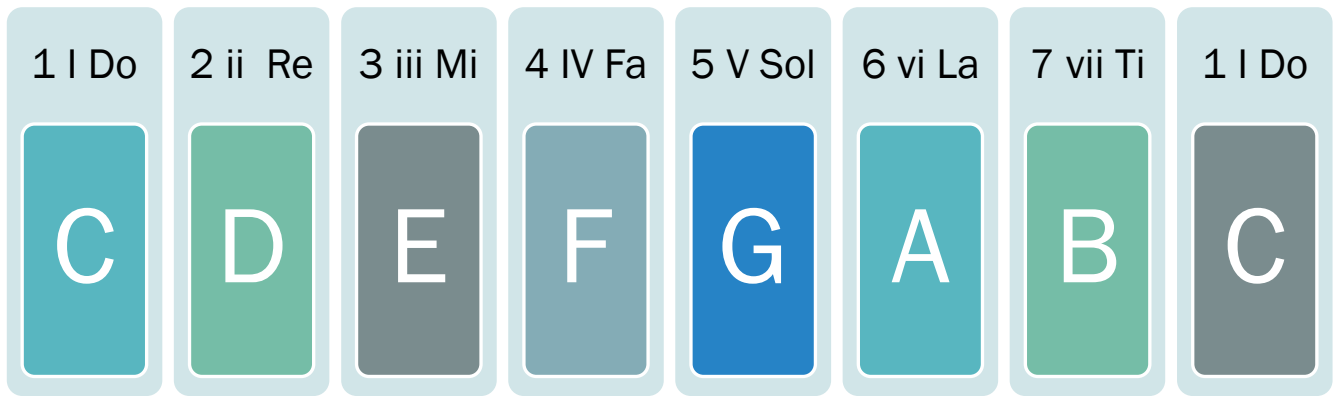 1 I Do
2 ii  Re
3 iii Mi
4 IV Fa
5 V Sol
6 vi La
7 vii Ti
1 I Do
C
D
E
F
G
A
B
C